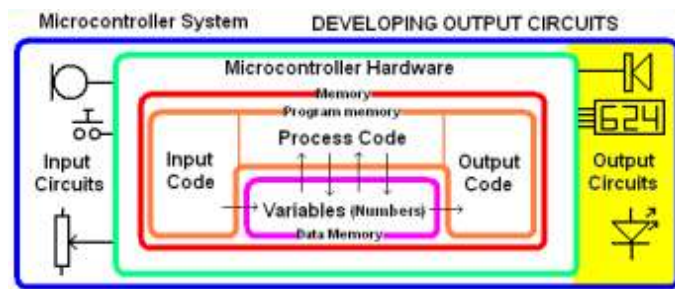 Microcontroller System
DEVELOPING OUTPUT CIRCUITS
Microcontroller Hardware
Memory
Program memory
Process Code
Input
Code
Output
Code
Input
Circuits
Output
Circuits
624
Variables (Numbers)
Data Memory